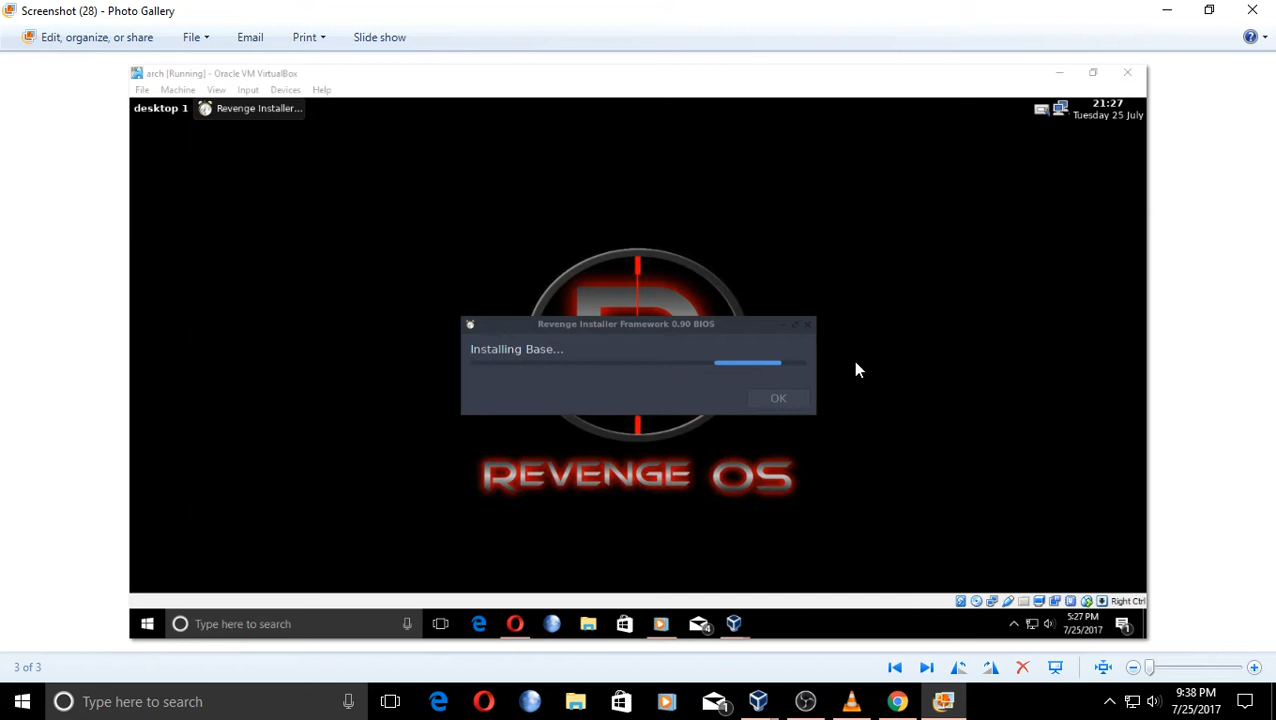 Screenshot (28) - Photo Gallery
Edit, organize, or share File Email Print Slide show
arch [Running] - Oracle VM VirtualBox
File Machine View Input Devices Help
desktop 1 Revenge Installer... 21:27
Tuesday 25 July
Revenge Installer Framework 0.90 BIOS
Installing Base...
OK
REVENGE OS
Right Ctrl
Type here to search 4 5:27 PM
7/25/2017 1
3 of 3
Type here to search 1 9:38 PM
7/25/2017